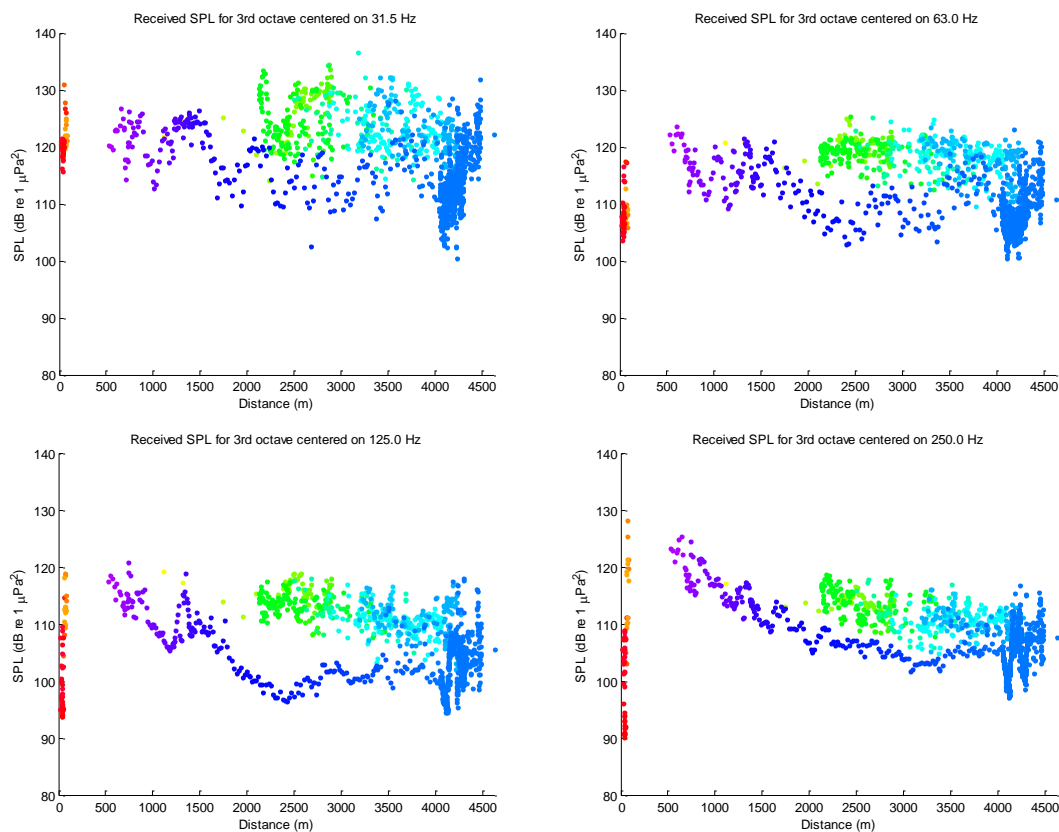 Received SPL for 3rd octave centered on 31.5 Hz
140
130
120
110
100
90
80
SPL (dB re 1 μPa²)
0 500 1000 1500 2000 2500 3000 3500 4000 4500
Distance (m)
Received SPL for 3rd octave centered on 63.0 Hz
140
130
120
110
100
90
80
SPL (dB re 1 μPa²)
0 500 1000 1500 2000 2500 3000 3500 4000 4500
Distance (m)
Received SPL for 3rd octave centered on 125.0 Hz
140
130
120
110
100
90
80
SPL (dB re 1 μPa²)
0 500 1000 1500 2000 2500 3000 3500 4000 4500
Distance (m)
Received SPL for 3rd octave centered on 250.0 Hz
140
130
120
110
100
90
80
SPL (dB re 1 μPa²)
0 500 1000 1500 2000 2500 3000 3500 4000 4500
Distance (m)